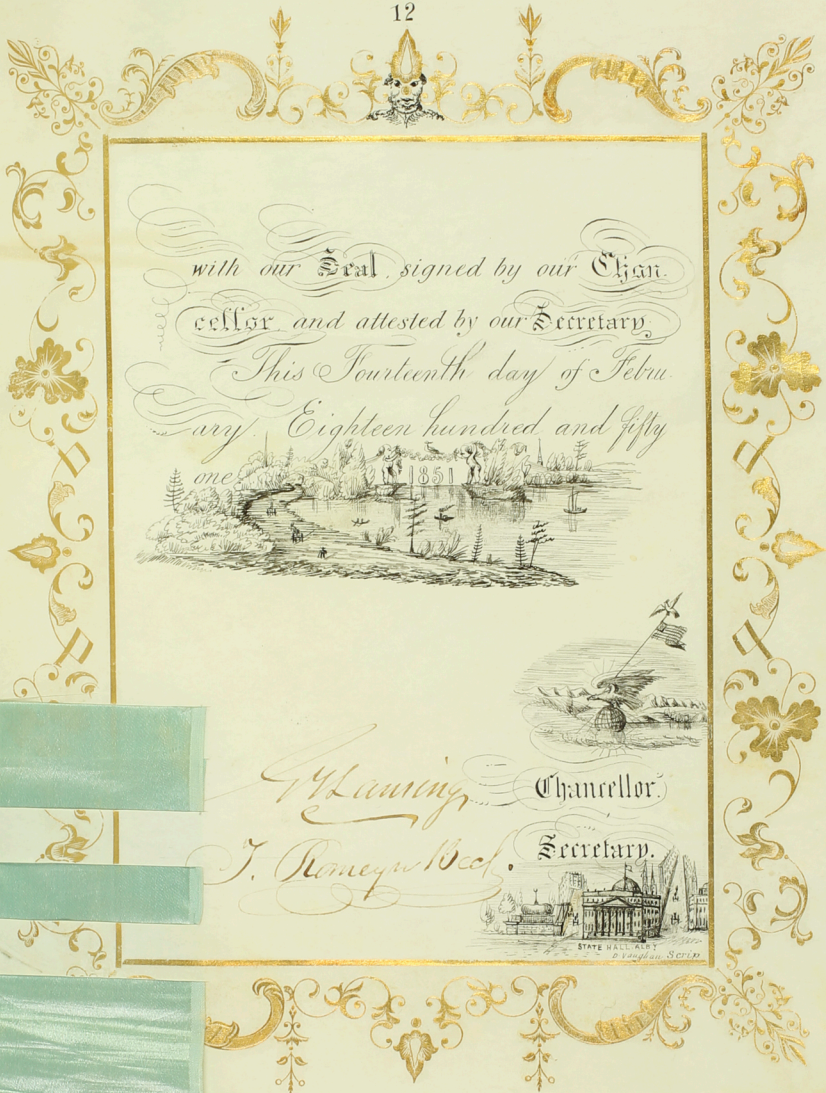 12
with our Seal, signed by our Chan.
cellor, and attested by our Secretary.
This Fourteenth day of Febru.
ary. Eighteen hundred and fifty
one 1851
G Y Lansing, Chancellor.
T. Romeyn Beck. Secretary.
STATE HALL ALBY
D Vaughan. Scrip